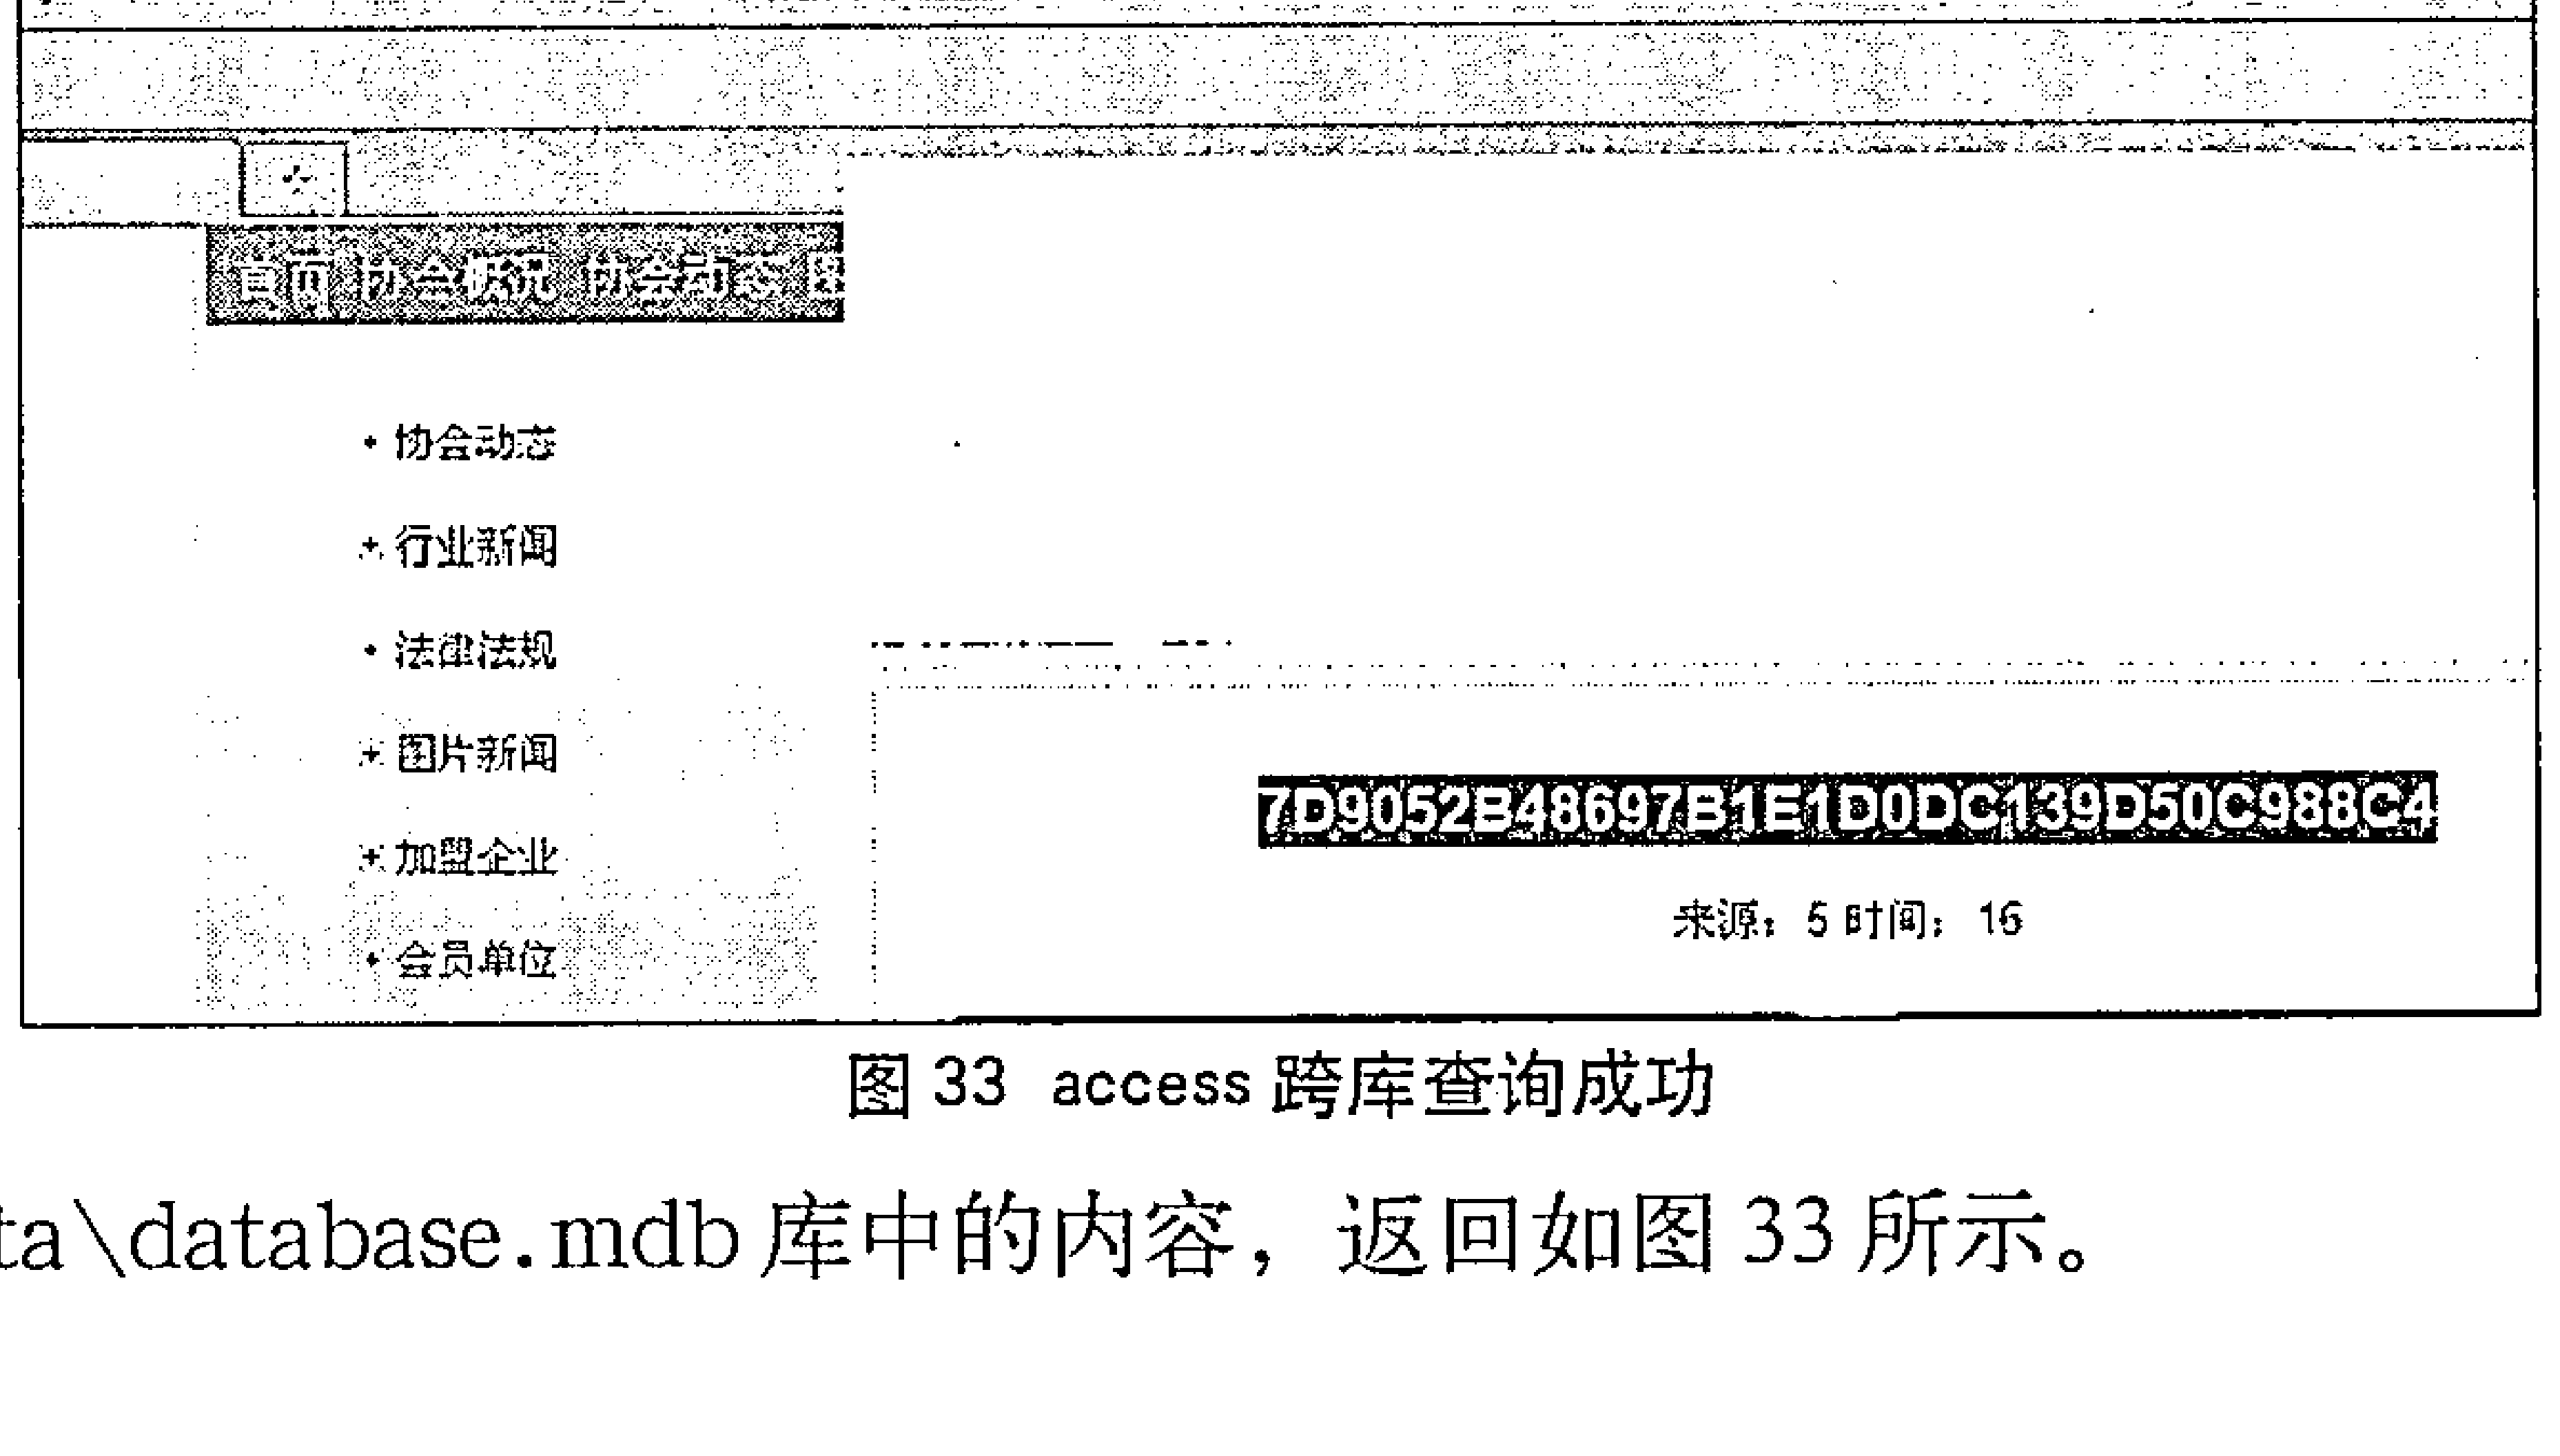 首页 协会概况 协会动态
协会动态
行业新闻
法律法规
图片新闻
加盟企业
会员单位
7D9052B48697B1E1D0DC139D50C988C4
来源：5 时间：16
图 33 access 跨库查询成功
ta\database.mdb 库中的内容，返回如图 33 所示。